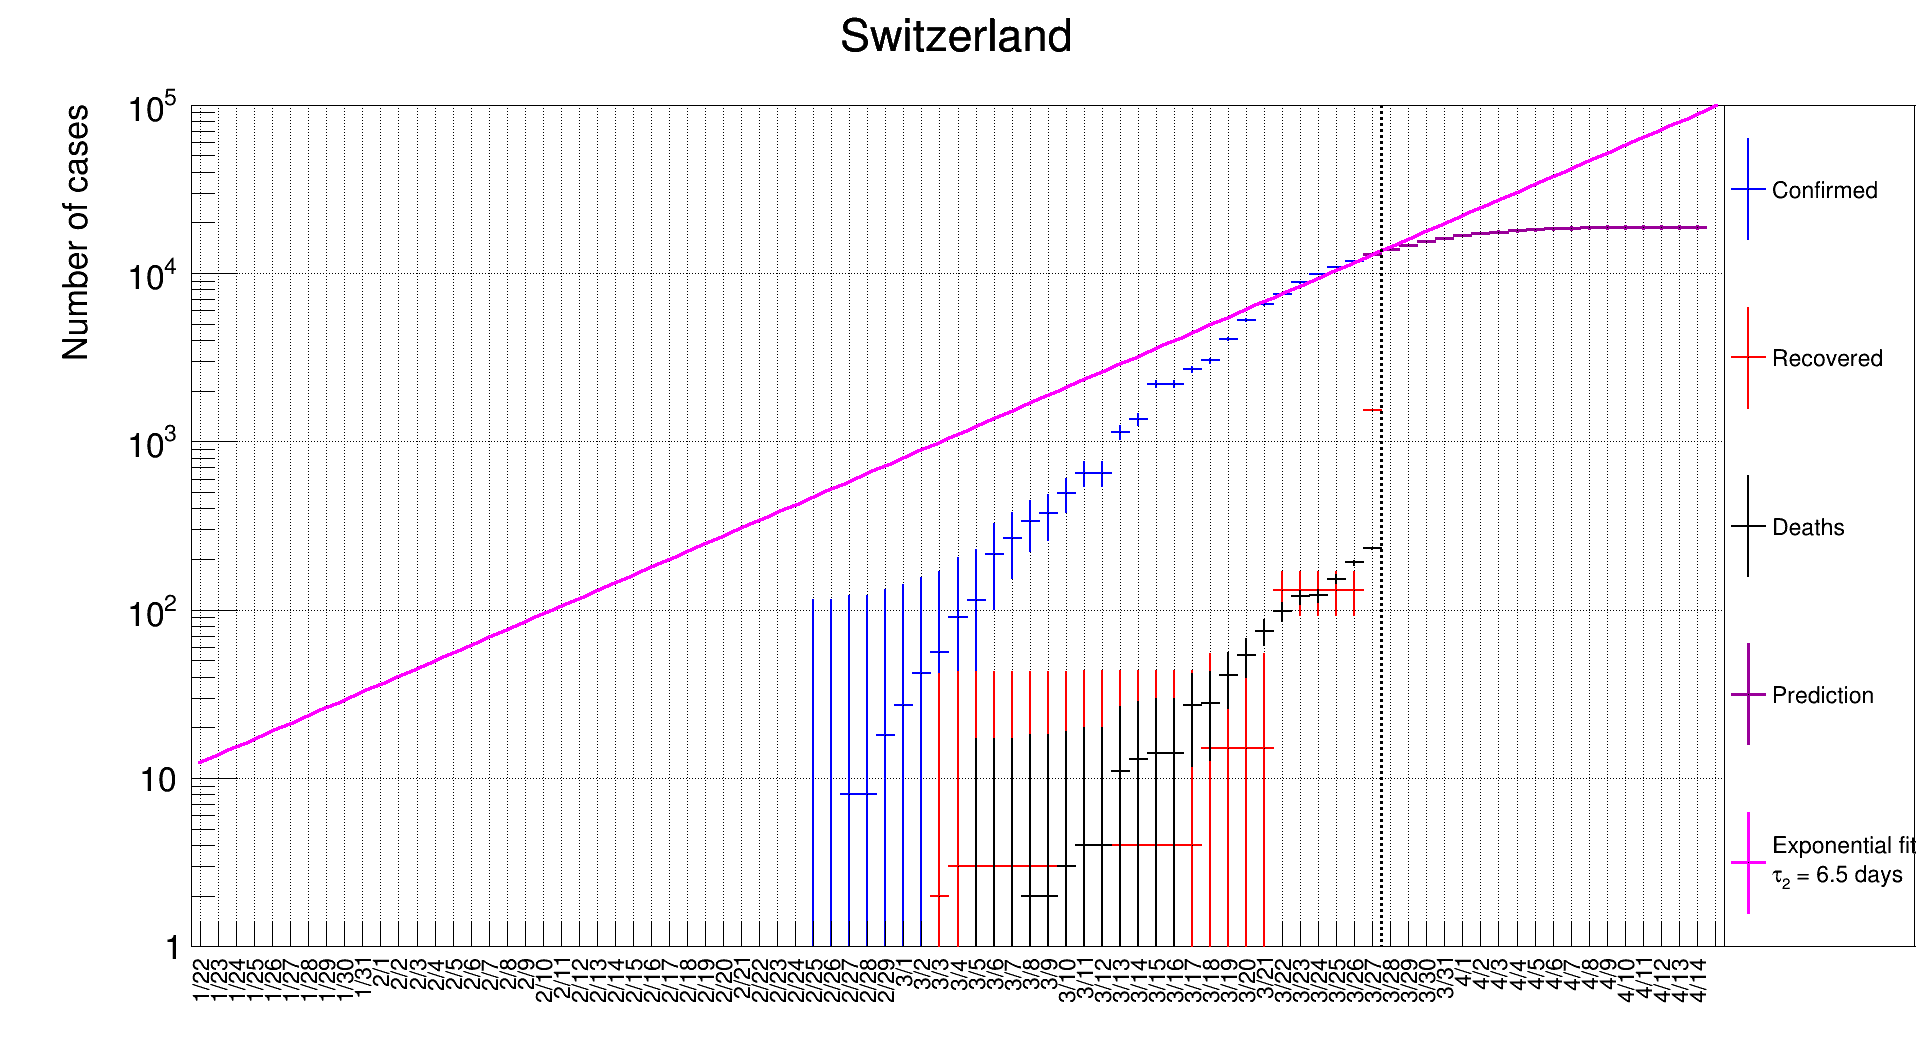 Switzerland
Number of cases
10^5
10^4
10^3
10^2
10
1
1/22 1/23 1/24 1/25 1/26 1/27 1/28 1/29 1/30 1/31 2/1 2/2 2/3 2/4 2/5 2/6 2/7 2/8 2/9 2/10 2/11 2/12 2/13 2/14 2/15 2/16 2/17 2/18 2/19 2/20 2/21 2/22 2/23 2/24 2/25 2/26 2/27 2/28 2/29 3/1 3/2 3/3 3/4 3/5 3/6 3/7 3/8 3/9 3/10 3/11 3/12 3/13 3/14 3/15 3/16 3/17 3/18 3/19 3/20 3/21 3/22 3/23 3/24 3/25 3/26 3/27 3/28 3/29 3/30 3/31 4/1 4/2 4/3 4/4 4/5 4/6 4/7 4/8 4/9 4/10 4/11 4/12 4/13 4/14
Confirmed
Recovered
Deaths
Prediction
Exponential fit
τ₂ = 6.5 days